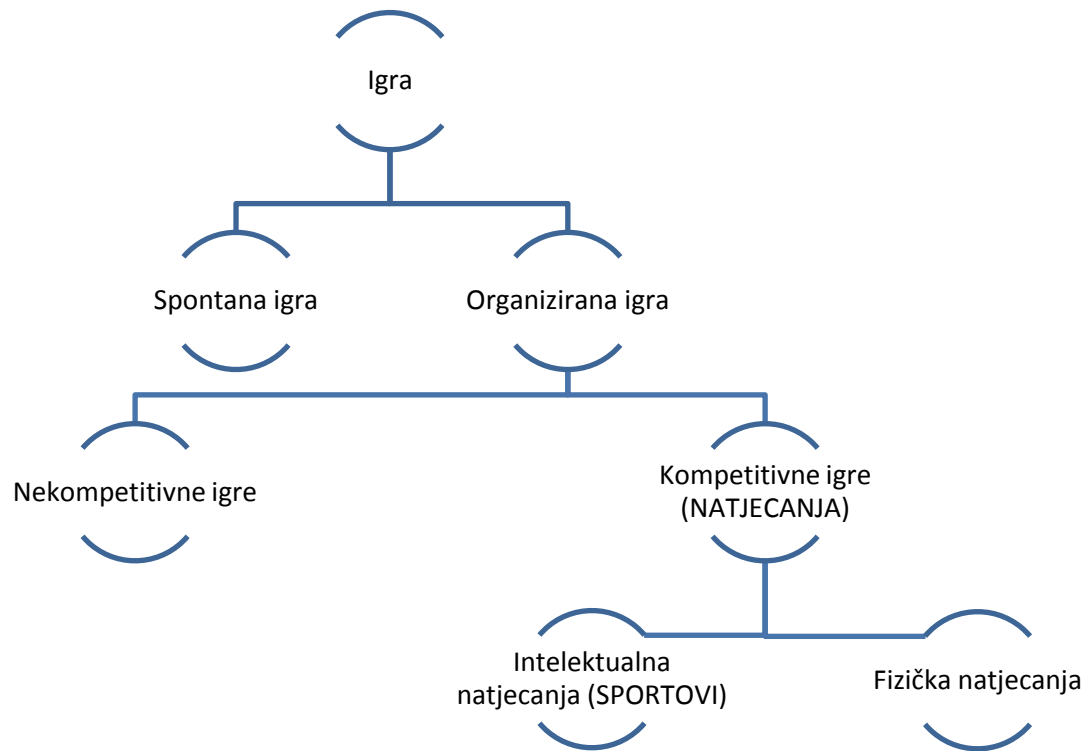 Igra
Spontana igra
Organizirana igra
Nekompetitivne igre
Kompetitivne igre
(NATJECANJA)
Intelektualna
natjecanja (SPORTOVI)
Fizička natjecanja